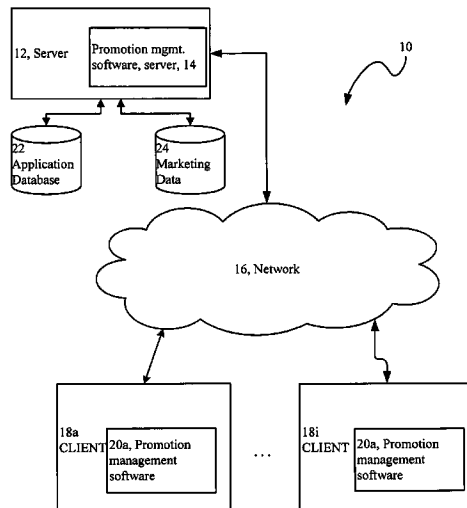 10
12, Server
Promotion mgmt.
software, server, 14
22
Application
Database
24
Marketing
Data
16, Network
18a
CLIENT
20a, Promotion
management
software
...
18i
CLIENT
20a, Promotion
management
software